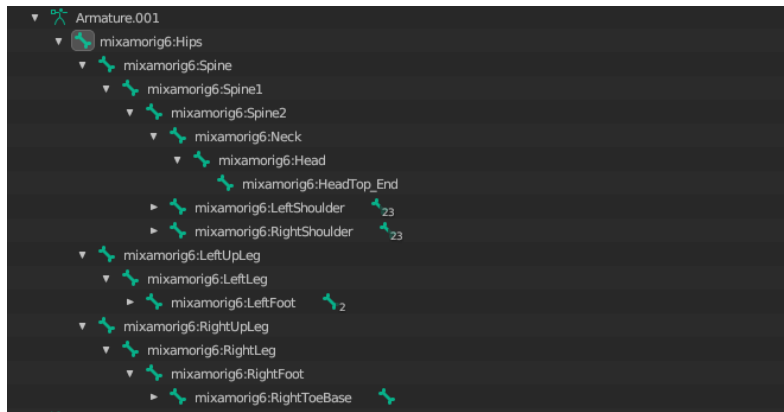 Armature.001
mixamorig6:Hips
mixamorig6:Spine
mixamorig6:Spine1
mixamorig6:Spine2
mixamorig6:Neck
mixamorig6:Head
mixamorig6:HeadTop_End
mixamorig6:LeftShoulder 23
mixamorig6:RightShoulder 23
mixamorig6:LeftUpLeg
mixamorig6:LeftLeg
mixamorig6:LeftFoot 2
mixamorig6:RightUpLeg
mixamorig6:RightLeg
mixamorig6:RightFoot
mixamorig6:RightToeBase